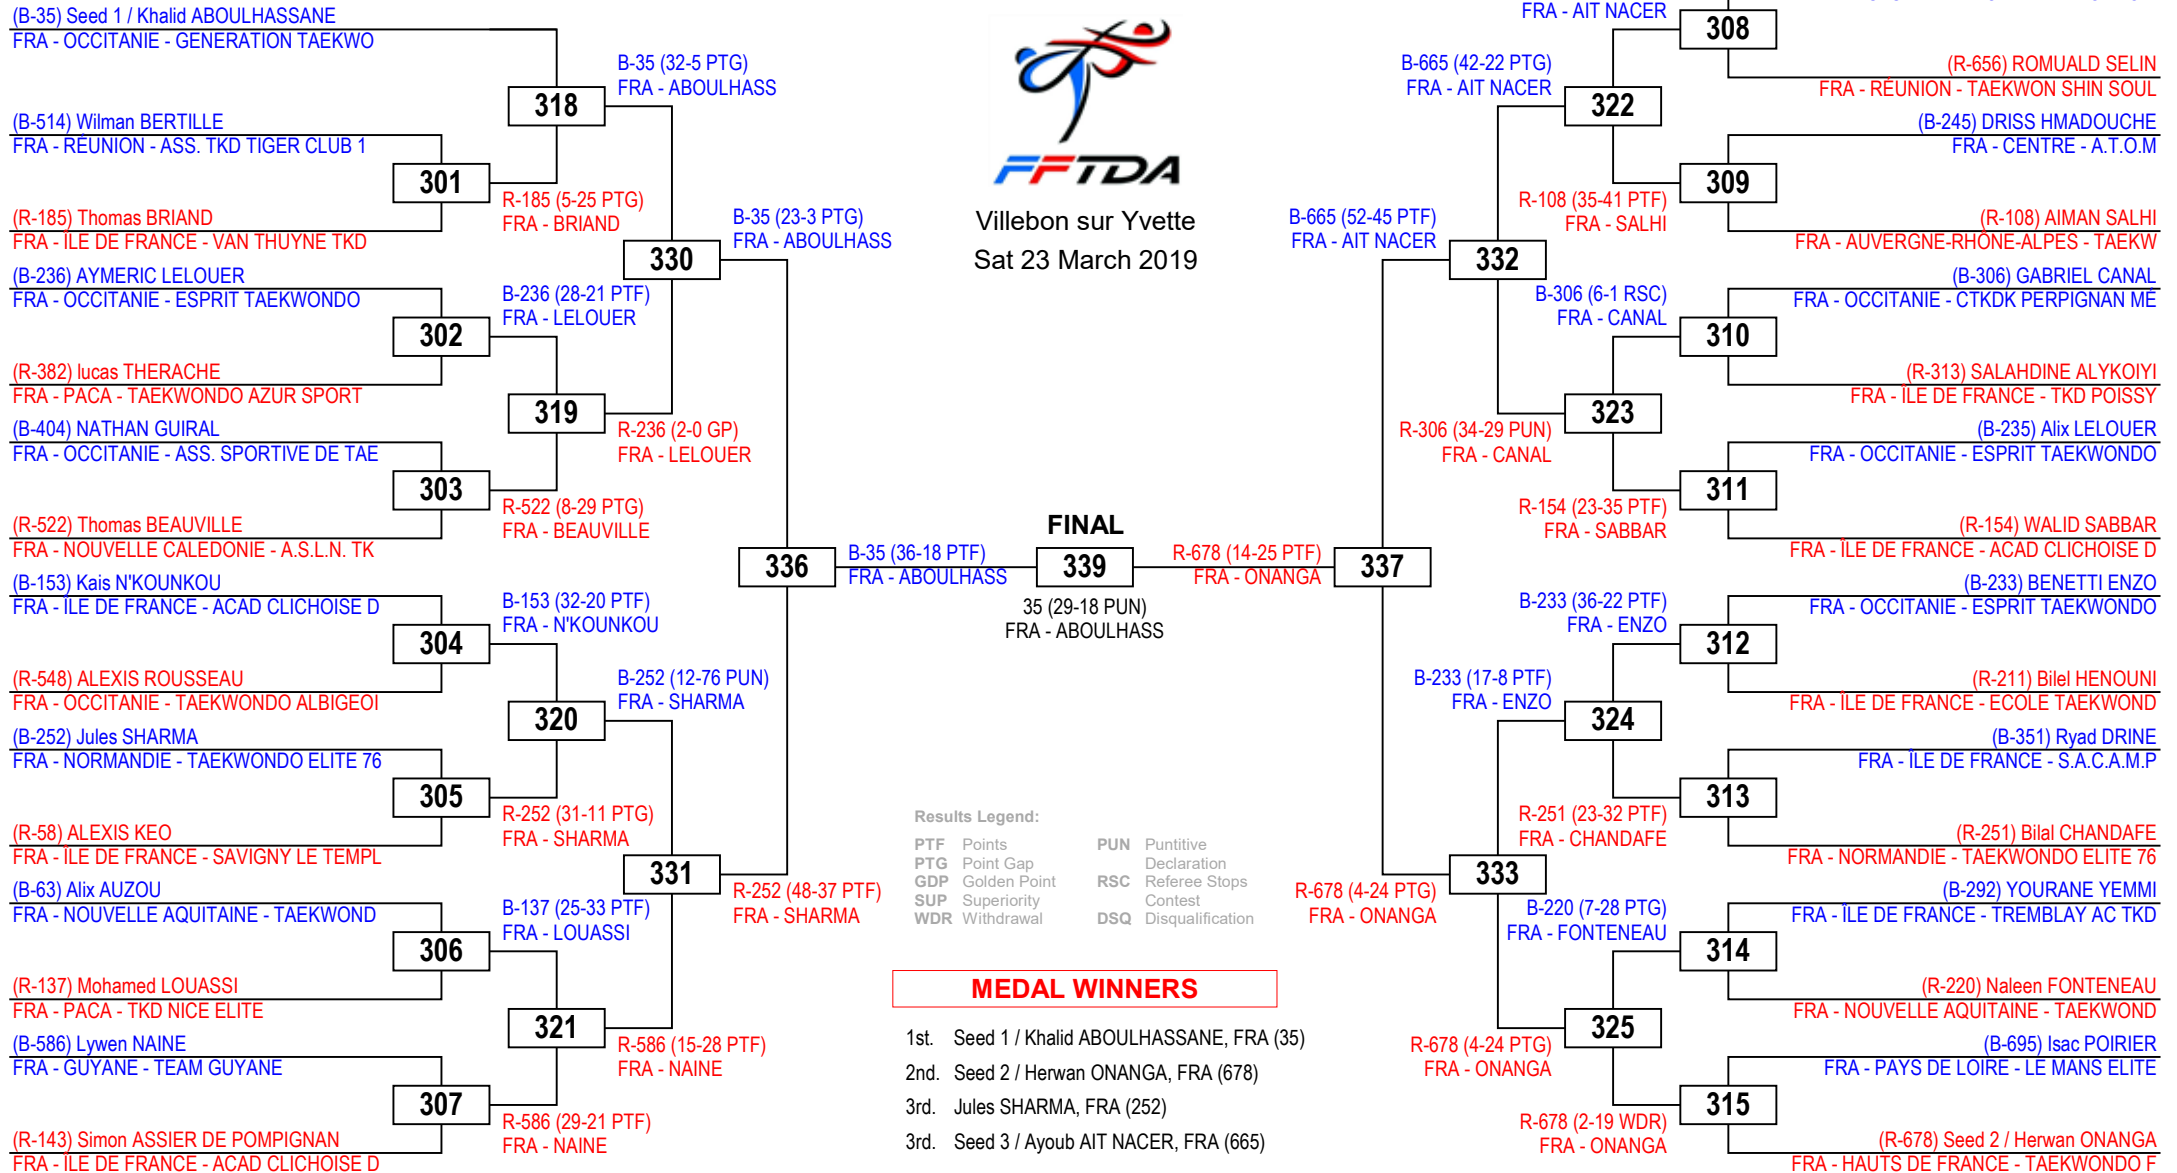 (B-35) Seed 1 / Khalid ABOULHASSANE
FRA - OCCITANIE - GENERATION TAEKWO
(B-514) Wilman BERTILLE
FRA - RÉUNION - ASS. TKD TIGER CLUB 1
301
(R-185) Thomas BRIAND
FRA - ÎLE DE FRANCE - VAN THUYNE TKD
(B-236) AYMERIC LELOUER
FRA - OCCITANIE - ESPRIT TAEKWONDO
302
(R-382) lucas THERACHE
FRA - PACA - TAEKWONDO AZUR SPORT
(B-404) NATHAN GUIRAL
FRA - OCCITANIE - ASS. SPORTIVE DE TAE
303
(R-522) Thomas BEAUVILLE
FRA - NOUVELLE CALEDONIE - A.S.L.N. TK
(B-153) Kais N'KOUNKOU
FRA - ÎLE DE FRANCE - ACAD CLICHOISE D
304
(R-548) ALEXIS ROUSSEAU
FRA - OCCITANIE - TAEKWONDO ALBIGEOI
(B-252) Jules SHARMA
FRA - NORMANDIE - TAEKWONDO ELITE 76
305
(R-58) ALEXIS KEO
FRA - ÎLE DE FRANCE - SAVIGNY LE TEMPL
(B-63) Alix AUZOU
FRA - NOUVELLE AQUITAINE - TAEKWOND
306
(R-137) Mohamed LOUASSI
FRA - PACA - TKD NICE ELITE
(B-586) Lywen NAINE
FRA - GUYANE - TEAM GUYANE
307
(R-143) Simon ASSIER DE POMPIGNAN
FRA - ÎLE DE FRANCE - ACAD CLICHOISE D
318
R-185 (5-25 PTG)
FRA - BRIAND
B-236 (28-21 PTF)
FRA - LELOUER
319
R-522 (8-29 PTG)
FRA - BEAUVILLE
B-153 (32-20 PTF)
FRA - N'KOUNKOU
320
R-252 (31-11 PTG)
FRA - SHARMA
B-137 (25-33 PTF)
FRA - LOUASSI
321
R-586 (29-21 PTF)
FRA - NAINE
B-35 (32-5 PTG)
FRA - ABOULHASS
330
R-236 (2-0 GP)
FRA - LELOUER
B-252 (12-76 PUN)
FRA - SHARMA
331
R-586 (15-28 PTF)
FRA - NAINE
B-35 (23-3 PTG)
FRA - ABOULHASS
336
R-252 (48-37 PTF)
FRA - SHARMA
B-35 (36-18 PTF)
FRA - ABOULHASS
FFTDA
Villebon sur Yvette
Sat 23 March 2019
FINAL
339
35 (29-18 PUN)
FRA - ABOULHASS
Results Legend:
PTF Points
PTG Point Gap
GDP Golden Point
SUP Superiority
WDR Withdrawal
PUN Puntitive
Declaration
RSC Referee Stops
Contest
DSQ Disqualification
MEDAL WINNERS
1st. Seed 1 / Khalid ABOULHASSANE, FRA (35)
2nd. Seed 2 / Herwan ONANGA, FRA (678)
3rd. Jules SHARMA, FRA (252)
3rd. Seed 3 / Ayoub AIT NACER, FRA (665)
R-678 (14-25 PTF)
FRA - ONANGA
337
B-665 (52-45 PTF)
FRA - AIT NACER
332
R-678 (4-24 PTG)
FRA - ONANGA
333
B-665 (42-22 PTG)
FRA - AIT NACER
322
R-306 (34-29 PUN)
FRA - CANAL
323
B-233 (17-8 PTF)
FRA - ENZO
324
R-678 (4-24 PTG)
FRA - ONANGA
325
FRA - AIT NACER
308
R-108 (35-41 PTF)
FRA - SALHI
309
B-306 (6-1 RSC)
FRA - CANAL
310
R-154 (23-35 PTF)
FRA - SABBAR
311
B-233 (36-22 PTF)
FRA - ENZO
312
R-251 (23-32 PTF)
FRA - CHANDAFE
313
B-220 (7-28 PTG)
FRA - FONTENEAU
314
R-678 (2-19 WDR)
FRA - ONANGA
315
(R-656) ROMUALD SELIN
FRA - RÉUNION - TAEKWON SHIN SOUL
(B-245) DRISS HMADOUCHE
FRA - CENTRE - A.T.O.M
(R-108) AIMAN SALHI
FRA - AUVERGNE-RHÔNE-ALPES - TAEKW
(B-306) GABRIEL CANAL
FRA - OCCITANIE - CTKDK PERPIGNAN MÉ
(R-313) SALAHDINE ALYKOIYI
FRA - ÎLE DE FRANCE - TKD POISSY
(B-235) Alix LELOUER
FRA - OCCITANIE - ESPRIT TAEKWONDO
(R-154) WALID SABBAR
FRA - ÎLE DE FRANCE - ACAD CLICHOISE D
(B-233) BENETTI ENZO
FRA - OCCITANIE - ESPRIT TAEKWONDO
(R-211) Bilel HENOUNI
FRA - ÎLE DE FRANCE - ECOLE TAEKWOND
(B-351) Ryad DRINE
FRA - ÎLE DE FRANCE - S.A.C.A.M.P
(R-251) Bilal CHANDAFE
FRA - NORMANDIE - TAEKWONDO ELITE 76
(B-292) YOURANE YEMMI
FRA - ÎLE DE FRANCE - TREMBLAY AC TKD
(R-220) Naleen FONTENEAU
FRA - NOUVELLE AQUITAINE - TAEKWOND
(B-695) Isac POIRIER
FRA - PAYS DE LOIRE - LE MANS ELITE
(R-678) Seed 2 / Herwan ONANGA
FRA - HAUTS DE FRANCE - TAEKWONDO F